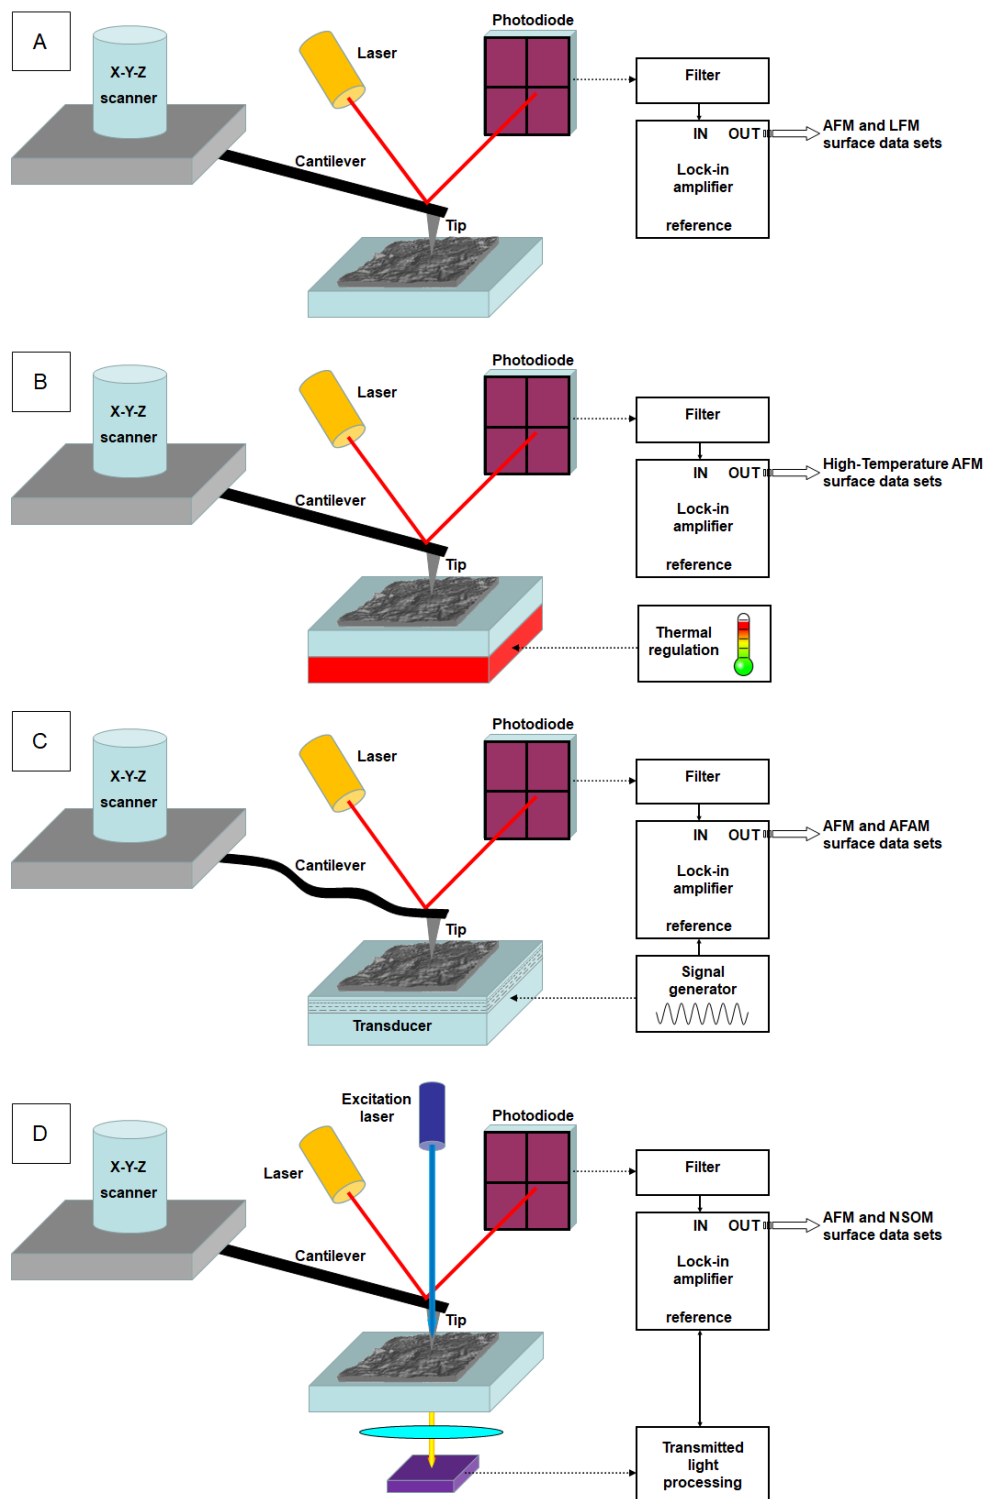 A
X-Y-Z
scanner
Laser
Photodiode
Cantilever
Tip
Filter
IN OUT
Lock-in
amplifier
reference
AFM and LFM
surface data sets
B
X-Y-Z
scanner
Laser
Photodiode
Cantilever
Tip
Filter
IN OUT
Lock-in
amplifier
reference
High-Temperature AFM
surface data sets
Thermal
regulation
C
X-Y-Z
scanner
Laser
Photodiode
Cantilever
Tip
Transducer
Filter
IN OUT
Lock-in
amplifier
reference
AFM and AFAM
surface data sets
Signal
generator
D
X-Y-Z
scanner
Laser
Excitation
laser
Photodiode
Cantilever
Tip
Filter
IN OUT
Lock-in
amplifier
reference
AFM and NSOM
surface data sets
Transmitted
light
processing